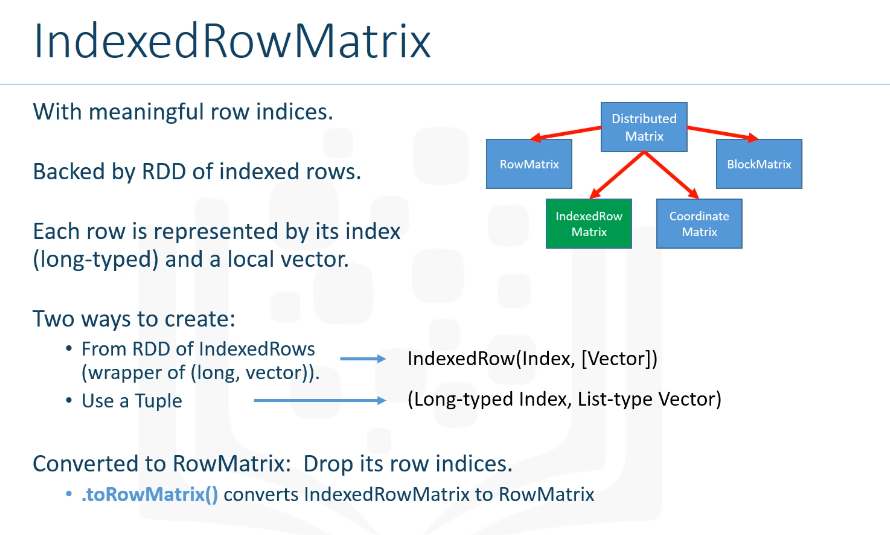 IndexedRowMatrix
With meaningful row indices.
Backed by RDD of indexed rows.
Each row is represented by its index
(long-typed) and a local vector.
Two ways to create:
• From RDD of IndexedRows
(wrapper of (long, vector)).
IndexedRow(Index, [Vector])
• Use a Tuple
(Long-typed Index, List-type Vector)
Converted to RowMatrix:  Drop its row indices.
• .toRowMatrix() converts IndexedRowMatrix to RowMatrix
Distributed
Matrix
RowMatrix
BlockMatrix
IndexedRow
Matrix
Coordinate
Matrix